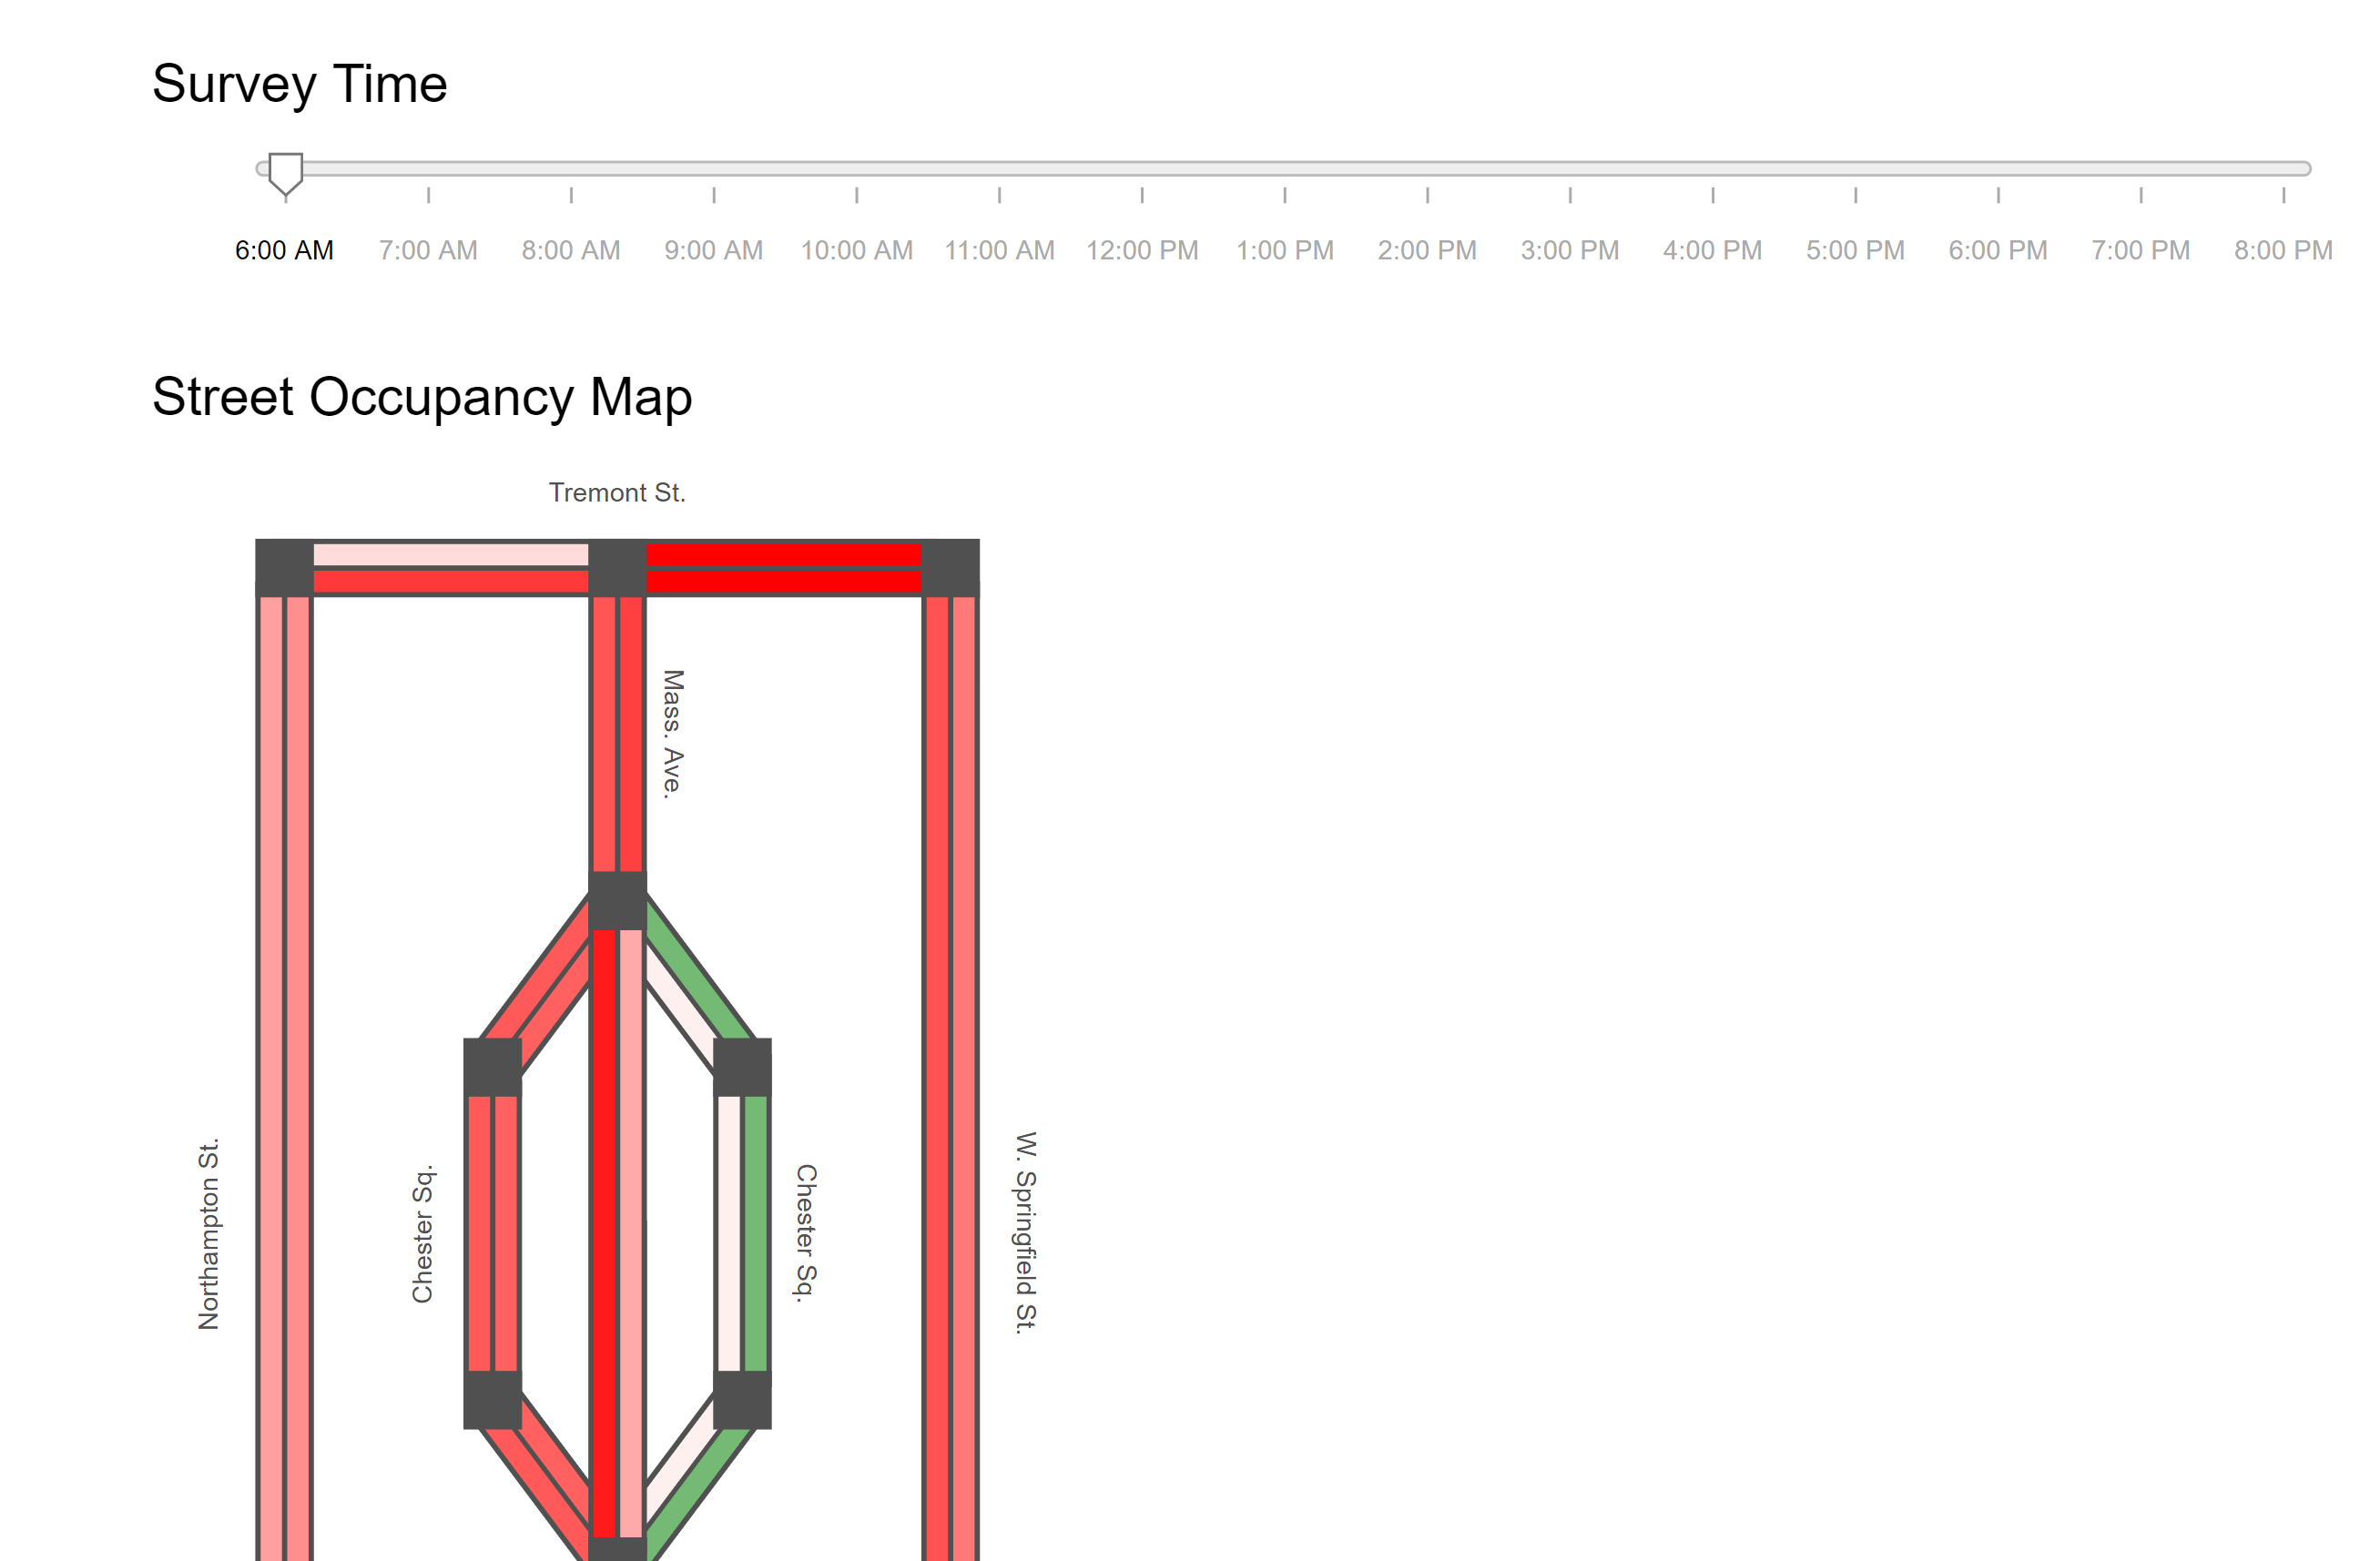 Survey Time
6:00 AM 7:00 AM 8:00 AM 9:00 AM 10:00 AM 11:00 AM 12:00 PM 1:00 PM 2:00 PM 3:00 PM 4:00 PM 5:00 PM 6:00 PM 7:00 PM 8:00 PM
Street Occupancy Map
Tremont St.
Mass. Ave.
Northampton St.
Chester Sq.
Chester Sq.
W. Springfield St.